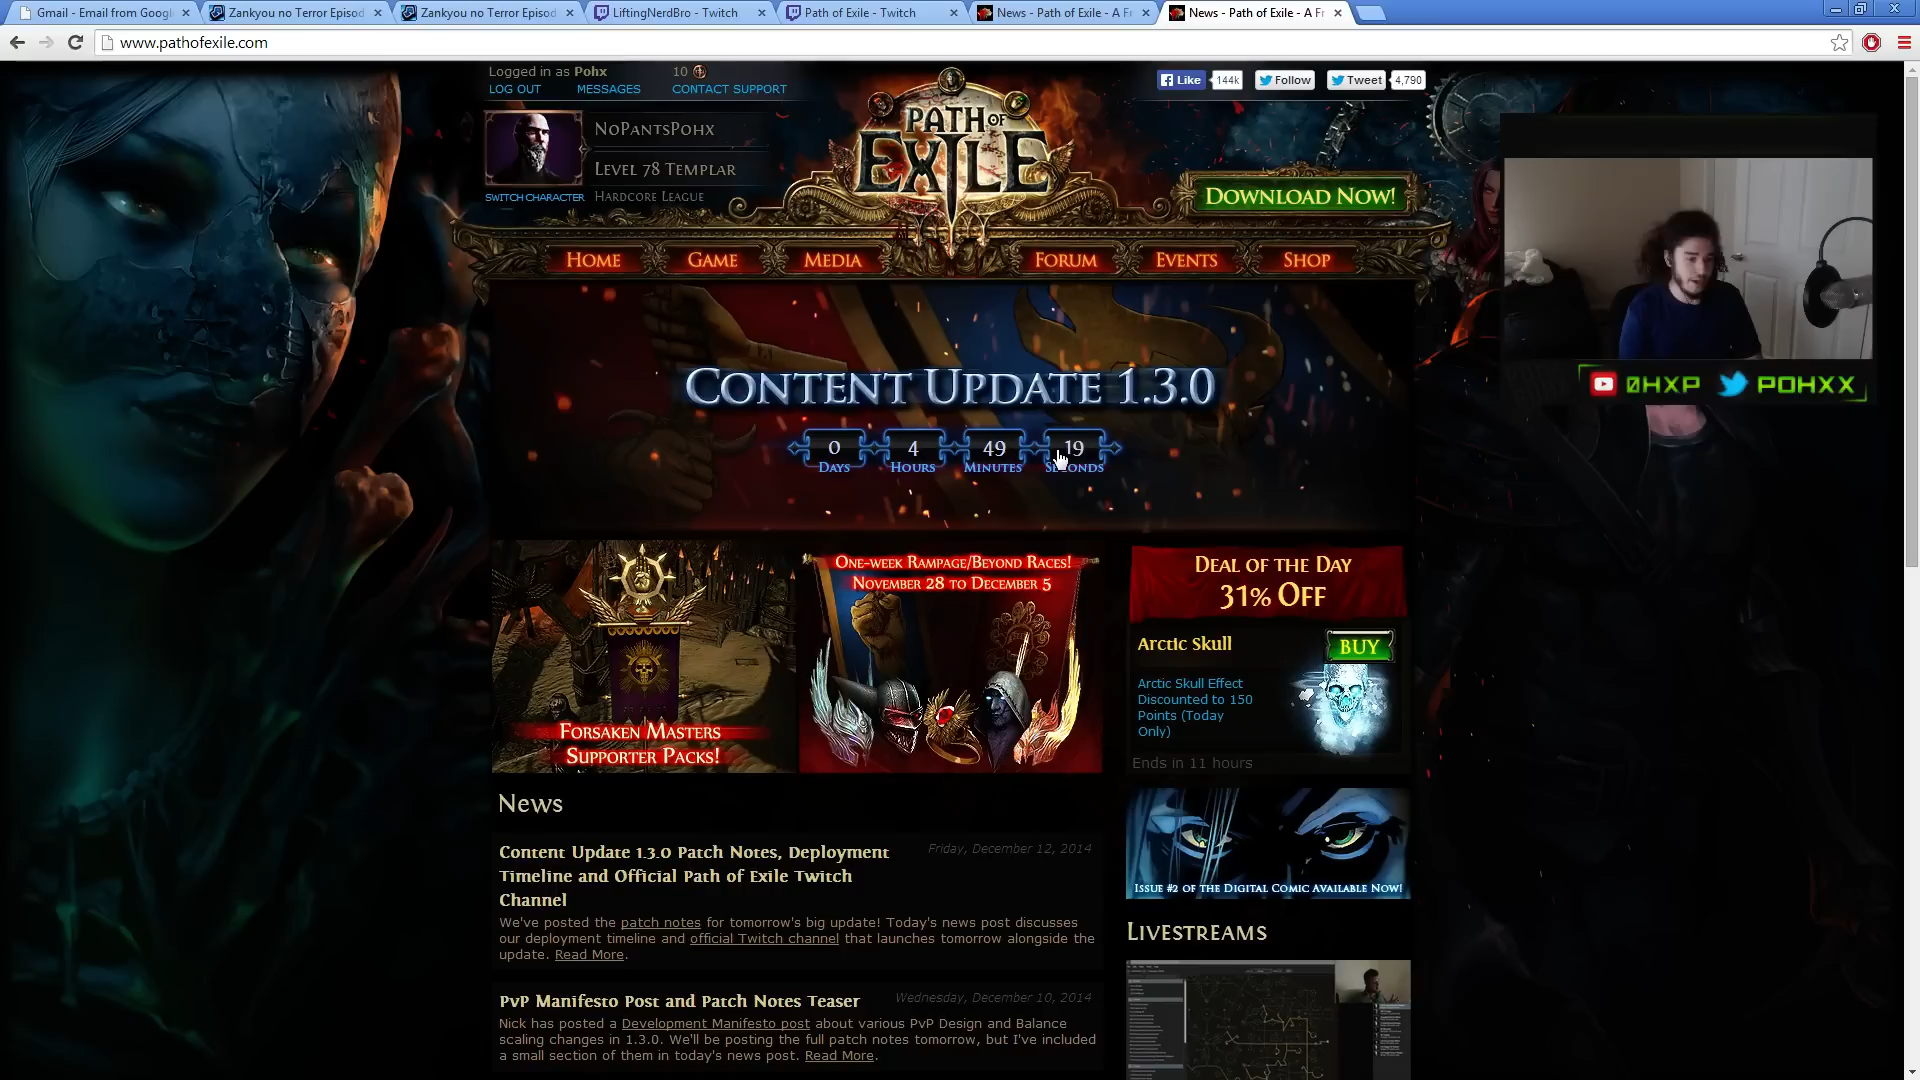 Gmail - Email from Googl
Zankyou no Terror Episod
Zankyou no Terror Episod
LiftingNerdBro - Twitch
Path of Exile - Twitch
News - Path of Exile - A Fr
News - Path of Exile - A Fr
www.pathofexile.com
Logged in as Pohx
10
LOG OUT
MESSAGES
CONTACT SUPPORT
Like
144k
Follow
Tweet
4,790
NoPantsPohx
Level 78 Templar
SWITCH CHARACTER
Hardcore League
PATH OF
EXILE
Download Now!
Home
Game
Media
Forum
Events
Shop
0HXP
POHXX
Content Update 1.3.0
0
4
49
19
Days
Hours
Minutes
Seconds
Forsaken Masters
Supporter Packs!
One-week Rampage/Beyond Races!
November 28 to December 5
Deal of the Day
31% Off
Arctic Skull
BUY
Arctic Skull Effect
Discounted to 150
Points (Today
Only)
Ends in 11 hours
Issue #2 of the Digital Comic Available Now!
News
Content Update 1.3.0 Patch Notes, Deployment
Timeline and Official Path of Exile Twitch
Channel
Friday, December 12, 2014
We've posted the patch notes for tomorrow's big update! Today's news post discusses
our deployment timeline and official Twitch channel that launches tomorrow alongside the
update. Read More.
PvP Manifesto Post and Patch Notes Teaser
Wednesday, December 10, 2014
Nick has posted a Development Manifesto post about various PvP Design and Balance
scaling changes in 1.3.0. We'll be posting the full patch notes tomorrow, but I've included
a small section of them in today's news post. Read More.
Livestreams